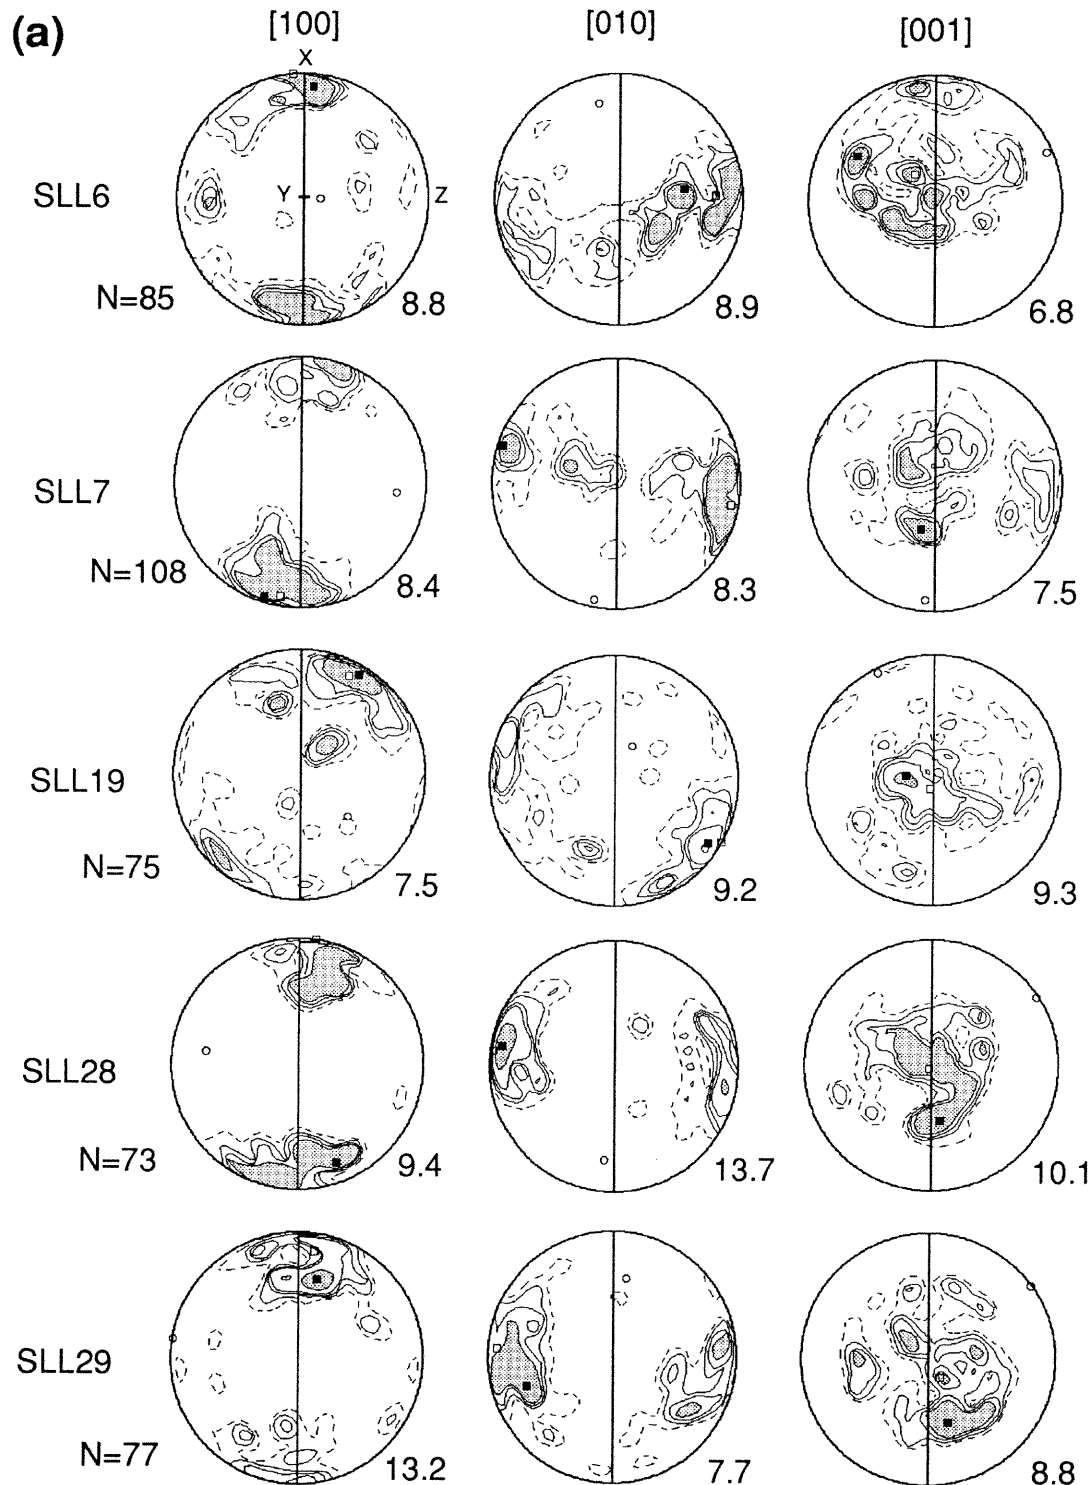 (a)
[100] [010] [001]
X
SLL6 Y Z
N=85 8.8 8.9 6.8
SLL7
N=108 8.4 8.3 7.5
SLL19
N=75 7.5 9.2 9.3
SLL28
N=73 9.4 13.7 10.1
SLL29
N=77 13.2 7.7 8.8